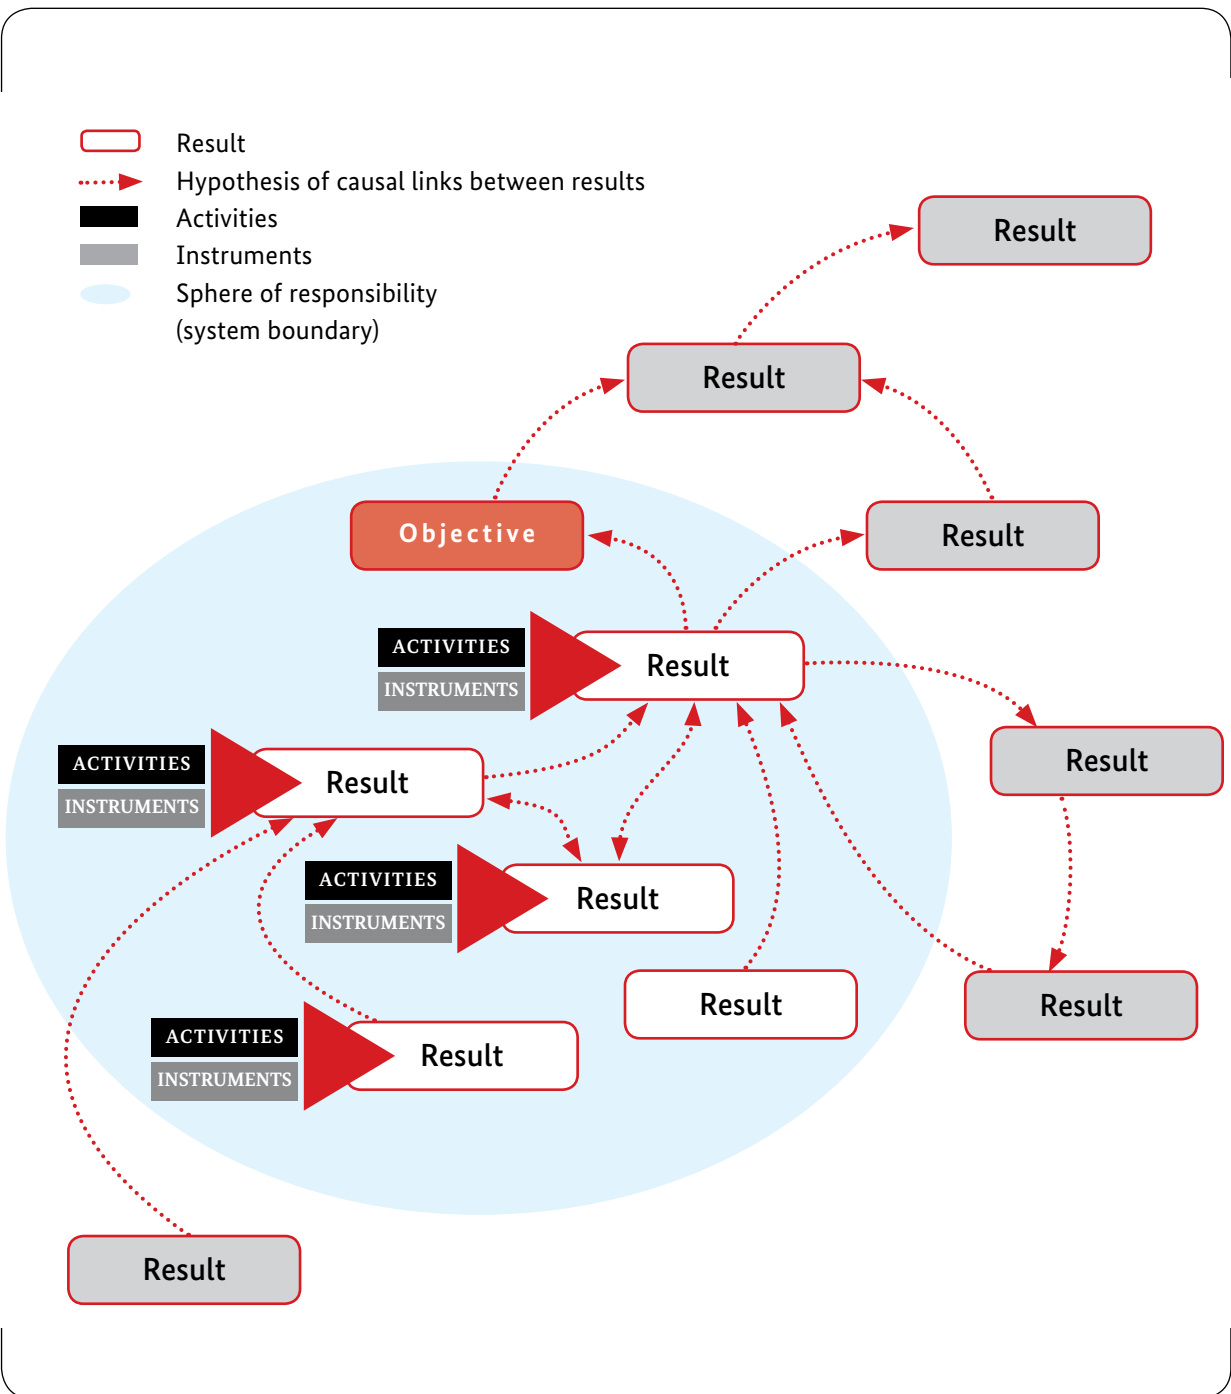 Result
Hypothesis of causal links between results
Activities
Instruments
Sphere of responsibility
(system boundary)
Result
Result
Objective
Result
ACTIVITIES
INSTRUMENTS
Result
Result
ACTIVITIES
INSTRUMENTS
Result
ACTIVITIES
INSTRUMENTS
Result
Result
Result
ACTIVITIES
INSTRUMENTS
Result
Result